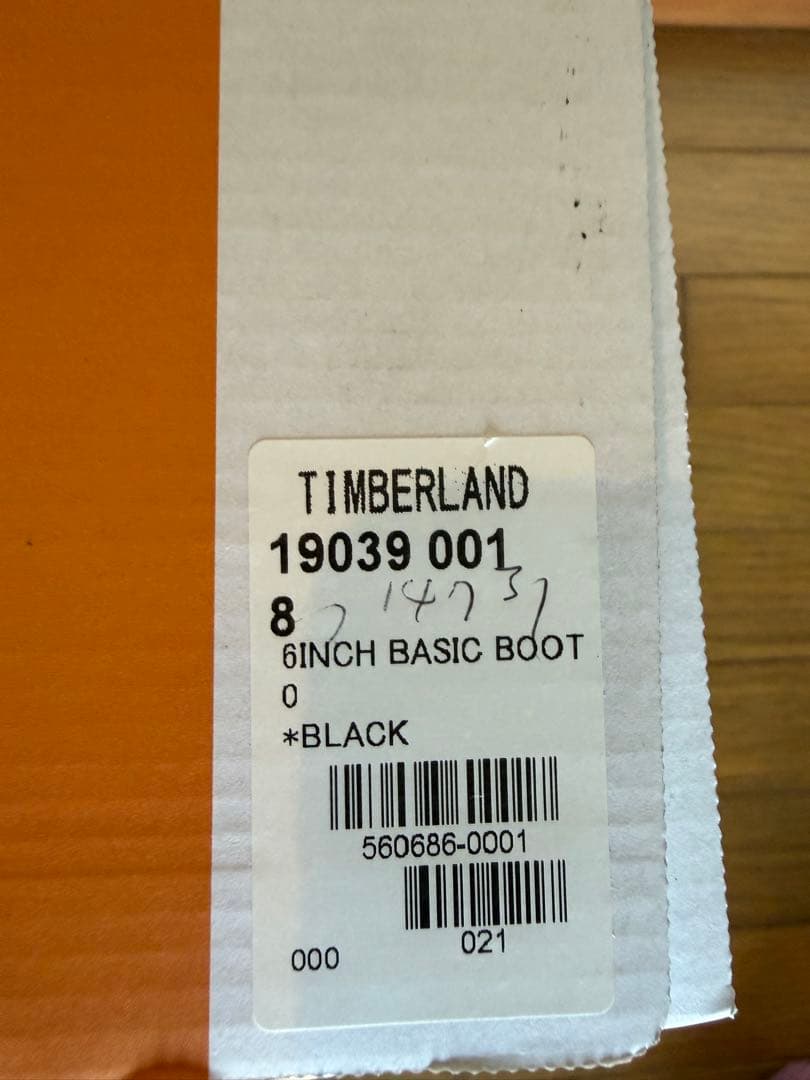 TIMBERLAND
19039 001
8
6INCH BASIC BOOT
0
*BLACK
560686-0001
021
000